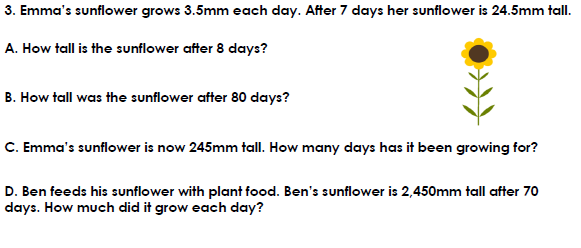 3. Emma's sunflower grows 3.5mm each day. After 7 days her sunflower is 24.5mm tall.
A. How tall is the sunflower after 8 days?
B. How tall was the sunflower after 80 days?
C. Emma's sunflower is now 245mm tall. How many days has it been growing for?
D. Ben feeds his sunflower with plant food. Ben's sunflower is 2,450mm tall after 70
days. How much did it grow each day?